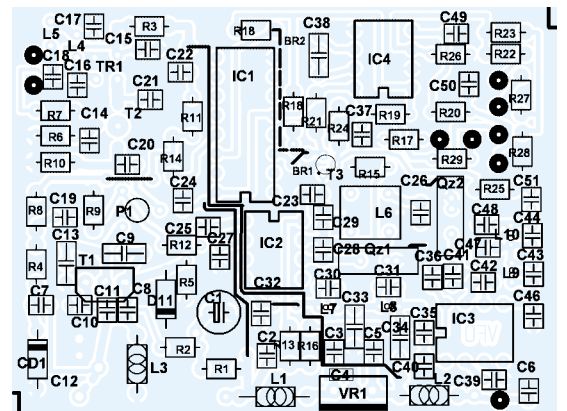 C17 R3 R18 C38 C49 R23
L5 C15 BR2 R26 R22
C18 L4 C22 IC4
C16 TR1 IC1 C50 R27
C21
R7 T2 R11 R18 R21 C37 R19 R20
R6 C14 R24 R17
R10 C20 R14 R29 R28
BR1 T3 R15
C24 C23 C26 Qz2 R25 C51
R8 C19 R9 P1 C29 L6 C48
C25 C44
C13 C9 R12 C27 IC2 C28 Qz1 C47 L10
R4 T1 C36 C41 L9 C43
R5 C32 C30 C31 C42
C7 C11 C8 D11 C1 L7 L8 C46
C10 C33 C34 C35 IC3
R2 C2 R13 R16 C3 C5
CD1 L3 R1 C40
C12 C4 C39 C6
L1 VR1 L2